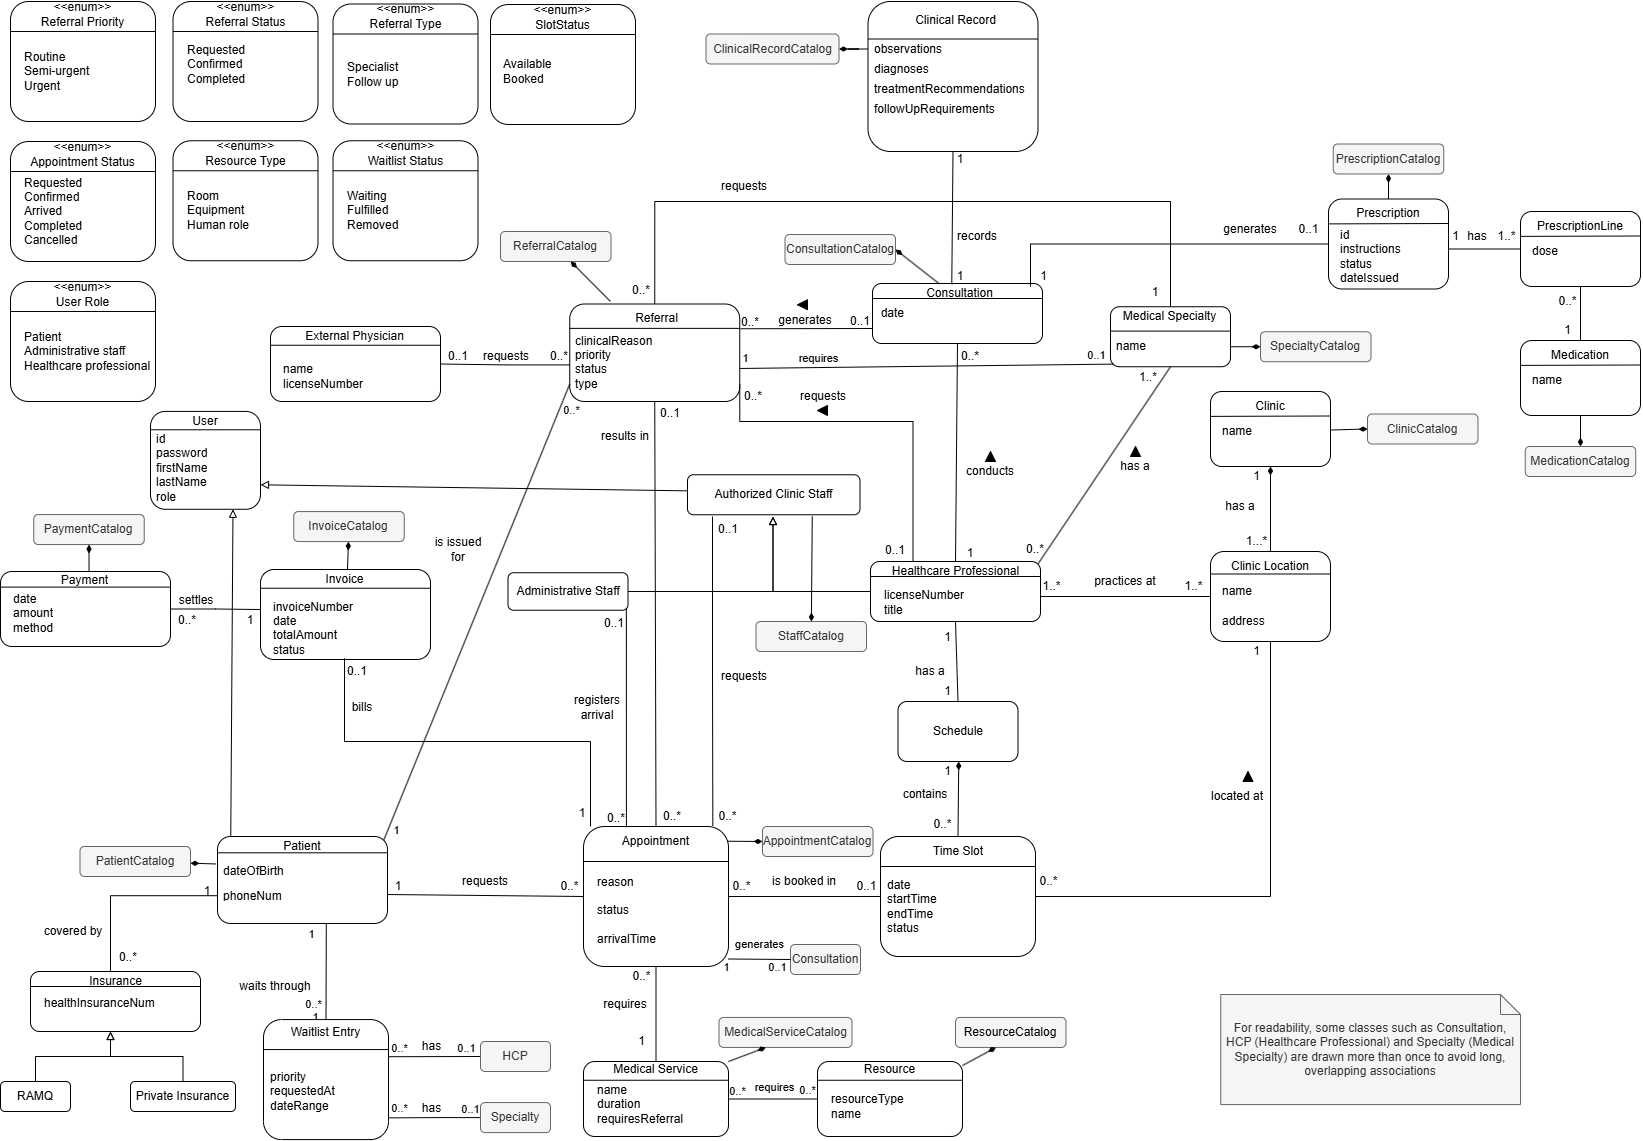 <<enum>>
Referral Priority
Routine
Semi-urgent
Urgent
<<enum>>
Referral Status
Requested
Confirmed
Completed
<<enum>>
Referral Type
Specialist
Follow up
<<enum>>
SlotStatus
Available
Booked
<<enum>>
Appointment Status
Requested
Confirmed
Arrived
Completed
Cancelled
<<enum>>
Resource Type
Room
Equipment
Human role
<<enum>>
Waitlist Status
Waiting
Fulfilled
Removed
<<enum>>
User Role
Patient
Administrative staff
Healthcare professional
ClinicalRecordCatalog
Clinical Record
observations
diagnoses
treatmentRecommendations
followUpRequirements
1
records
1
requests
0..*
1
ReferralCatalog
ConsultationCatalog
Consultation
date
1
generates
0..1
PrescriptionCatalog
Prescription
id
instructions
status
dateIssued
1
has
1..*
PrescriptionLine
dose
0..*
1
Medication
name
MedicationCatalog
External Physician
name
licenseNumber
0..1
requests
0..*
Referral
clinicalReason
priority
status
type
0..*
generates
0..1
1
requires
0..1
0..*
requests
0..1
Medical Specialty
name
SpecialtyCatalog
1..*
has a
0..*
0..*
conducts
1
Clinic
name
ClinicCatalog
1
has a
1...*
Clinic Location
name
address
1
User
id
password
firstName
lastName
role
0..*
is issued
for
1
0..1
results in
0..*
Authorized Clinic Staff
0..1
requests
0..*
Administrative Staff
0..1
registers
arrival
0..*
StaffCatalog
Healthcare Professional
licenseNumber
title
1..*
practices at
1..*
1
has a
1
Schedule
1
contains
0..*
located at
0..*
PaymentCatalog
Payment
date
amount
method
settles
0..*
1
InvoiceCatalog
Invoice
invoiceNumber
date
totalAmount
status
0..1
bills
1
PatientCatalog
Patient
dateOfBirth
phoneNum
1
requests
0..*
Appointment
reason
status
arrivalTime
AppointmentCatalog
0..*
is booked in
0..1
Time Slot
date
startTime
endTime
status
generates
1
0..1
Consultation
1
covered by
0..*
Insurance
healthInsuranceNum
RAMQ
Private Insurance
1
waits through
0..*
1
Waitlist Entry
priority
requestedAt
dateRange
0..*
has
0..1
HCP
0..*
has
0..1
Specialty
0..*
requires
1
MedicalServiceCatalog
Medical Service
name
duration
requiresReferral
0..*
requires
0..*
ResourceCatalog
Resource
resourceType
name
For readability, some classes such as Consultation,
HCP (Healthcare Professional) and Specialty (Medical
Specialty) are drawn more than once to avoid long,
overlapping associations